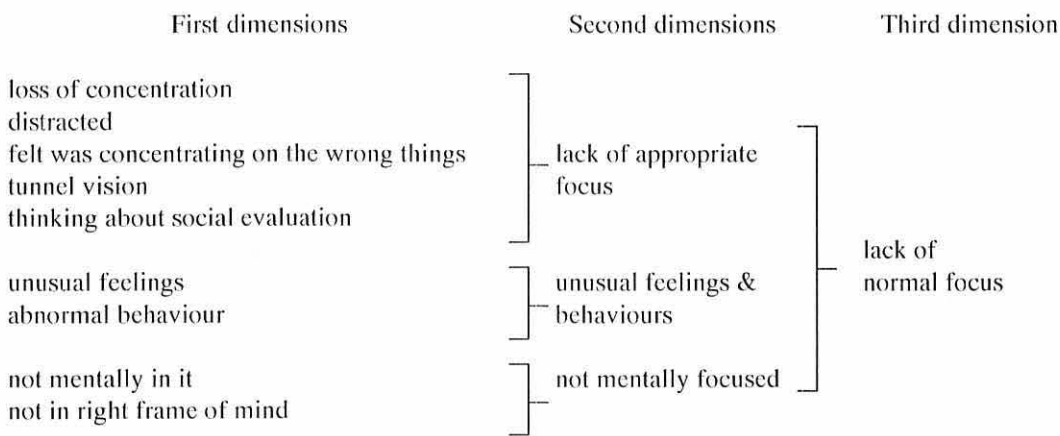 First dimensions Second dimensions Third dimension
loss of concentration
distracted
felt was concentrating on the wrong things
tunnel vision
thinking about social evaluation
lack of appropriate
focus
unusual feelings
abnormal behaviour
unusual feelings &
behaviours
not mentally in it
not in right frame of mind
not mentally focused
lack of
normal focus